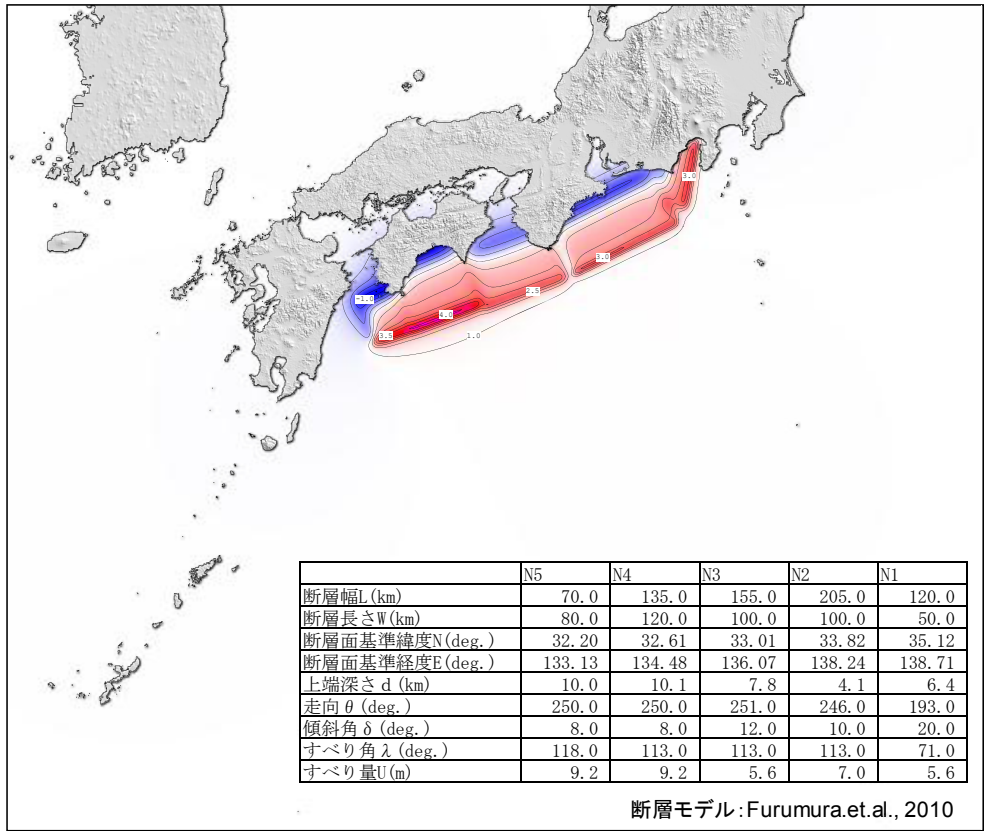 3.0
3.0
2.5
-1.0
4.0
3.5
1.0
N5 N4 N3 N2 N1
断層幅L(km) 70.0 135.0 155.0 205.0 120.0
断層長さW(km) 80.0 120.0 100.0 100.0 50.0
断層面基準緯度N(deg.) 32.20 32.61 33.01 33.82 35.12
断層面基準経度E(deg.) 133.13 134.48 136.07 138.24 138.71
上端深さd(km) 10.0 10.1 7.8 4.1 6.4
走向θ(deg.) 250.0 250.0 251.0 246.0 193.0
傾斜角δ(deg.) 8.0 8.0 12.0 10.0 20.0
すべり角λ(deg.) 118.0 113.0 113.0 113.0 71.0
すべり量U(m) 9.2 9.2 5.6 7.0 5.6
断層モデル：Furumura.et.al., 2010